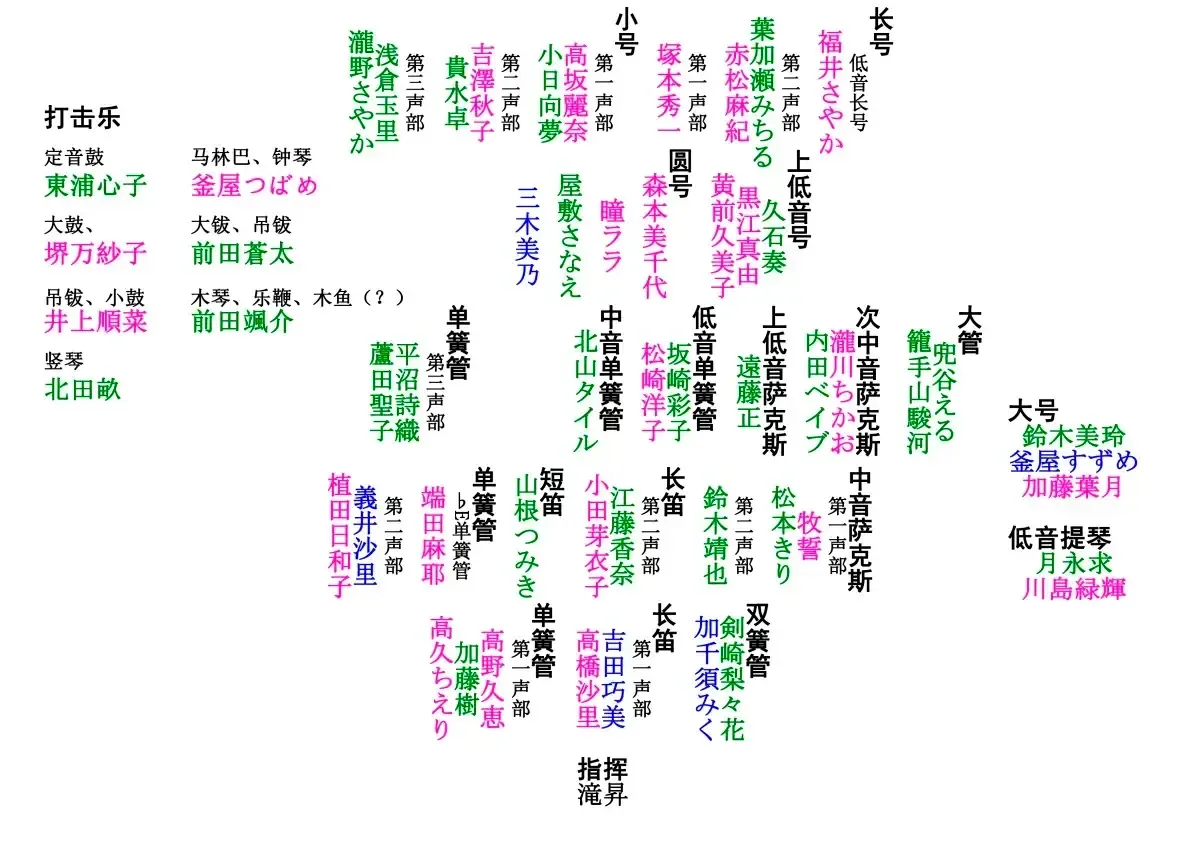 长号
低音长号
福井さやか
第二声部
葉加瀬みちる
赤松麻紀
第一声部
塚本秀一
小号
第一声部
高坂麗奈
小日向夢
第二声部
吉澤秋子
貴水卓
第三声部
浅倉玉里
瀧野さやか
上低音号
久石奏
黒江真由
黄前久美子
圆号
森本美千代
瞳ララ
屋敷さなえ
三木美乃
打击乐
定音鼓
東浦心子
马林巴、钟琴
釜屋つばめ
大鼓、
堺万紗子
大钹、吊钹
前田蒼太
吊钹、小鼓
井上順菜
木琴、乐鞭、木鱼（？）
前田颯介
竖琴
北田畝
大管
兜谷える
籠手山駿河
次中音萨克斯
瀧川ちかお
内田ベイブ
上低音萨克斯
遠藤正
低音单簧管
坂崎彩子
松崎洋子
中音单簧管
北山タイル
单簧管
第三声部
平沼詩織
蘆田聖子
大号
鈴木美玲
釜屋すずめ
加藤葉月
低音提琴
月永求
川島緑輝
中音萨克斯
第一声部
牧誓
松本きり
第二声部
鈴木靖也
长笛
第二声部
江藤香奈
小田芽衣子
短笛
山根つみき
单簧管
♭E单簧管
端田麻耶
第二声部
義井沙里
植田日和子
双簧管
剣崎梨々花
加千須みく
长笛
第一声部
吉田巧美
高橋沙里
单簧管
第一声部
高野久恵
加藤樹
高久ちえり
指挥
滝昇